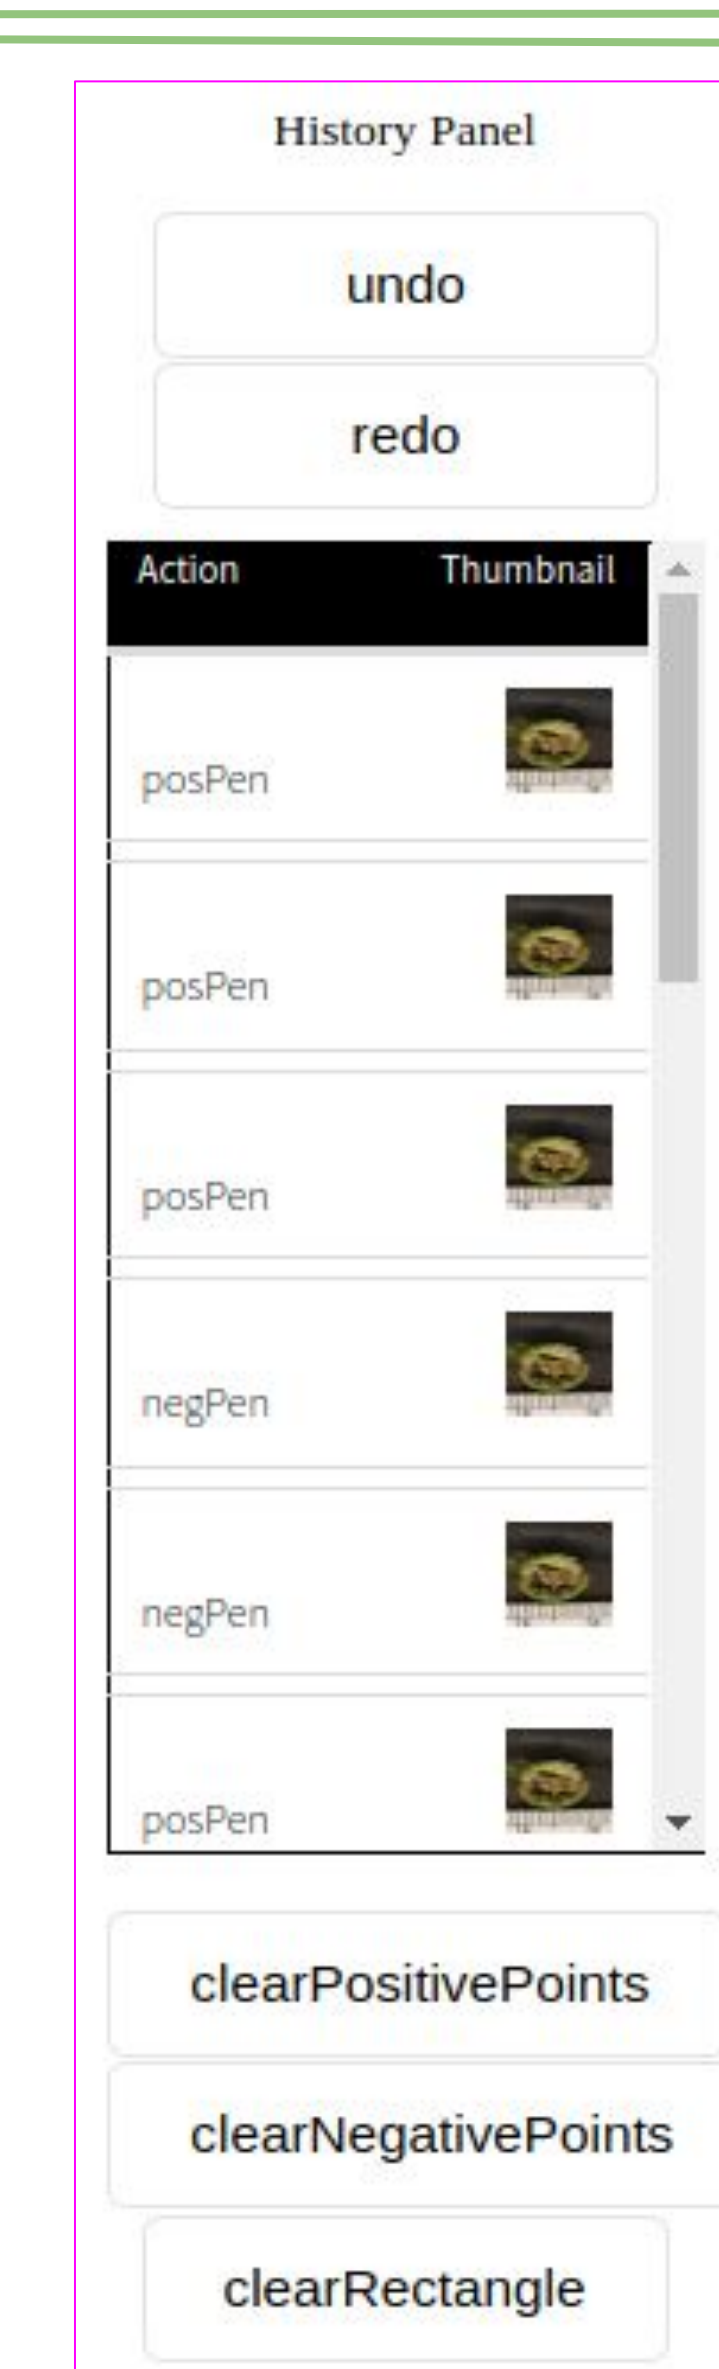 History Panel
undo
redo
Action Thumbnail
posPen
posPen
posPen
negPen
negPen
posPen
clearPositivePoints
clearNegativePoints
clearRectangle